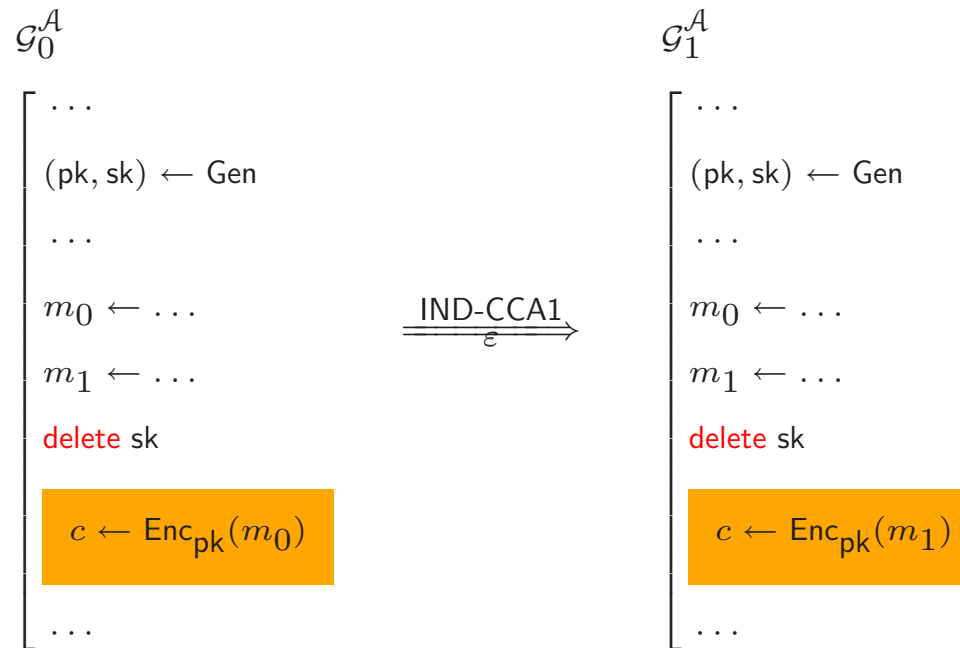 𝒢₀^𝒜
...
(pk, sk) ← Gen
...
m₀ ← ...
m₁ ← ...
delete sk
c ← Enc_pk(m₀)
...
IND-CCA1
ε
𝒢₁^𝒜
...
(pk, sk) ← Gen
...
m₀ ← ...
m₁ ← ...
delete sk
c ← Enc_pk(m₁)
...